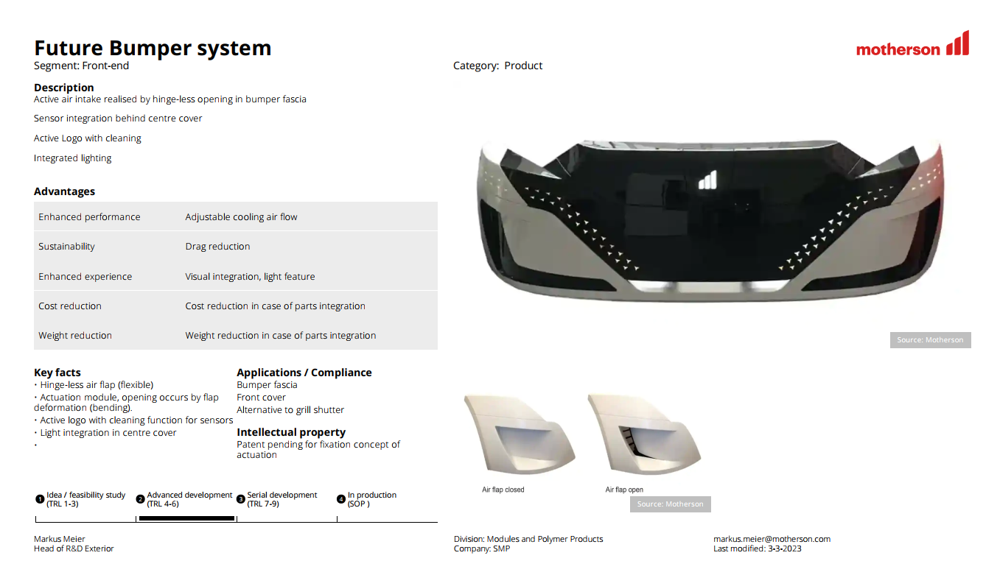 Future Bumper system
motherson
Segment: Front-end
Category: Product
Description
Active air intake realised by hinge-less opening in bumper fascia
Sensor integration behind centre cover
Active Logo with cleaning
Integrated lighting
Advantages
Enhanced performance Adjustable cooling air flow
Sustainability Drag reduction
Enhanced experience Visual integration, light feature
Cost reduction Cost reduction in case of parts integration
Weight reduction Weight reduction in case of parts integration
Source: Motherson
Key facts
· Hinge-less air flap (flexible)
· Actuation module, opening occurs by flap
deformation (bending).
· Active logo with cleaning function for sensors
· Light integration in centre cover
·
Applications / Compliance
Bumper fascia
Front cover
Alternative to grill shutter
Intellectual property
Patent pending for fixation concept of
actuation
Air flap closed
Air flap open
Source: Motherson
1 Idea / feasibility study
(TRL 1-3)
2 Advanced development
(TRL 4-6)
3 Serial development
(TRL 7-9)
4 In production
(SOP )
Markus Meier
Head of R&D Exterior
Division: Modules and Polymer Products
Company: SMP
markus.meier@motherson.com
Last modified: 3-3-2023